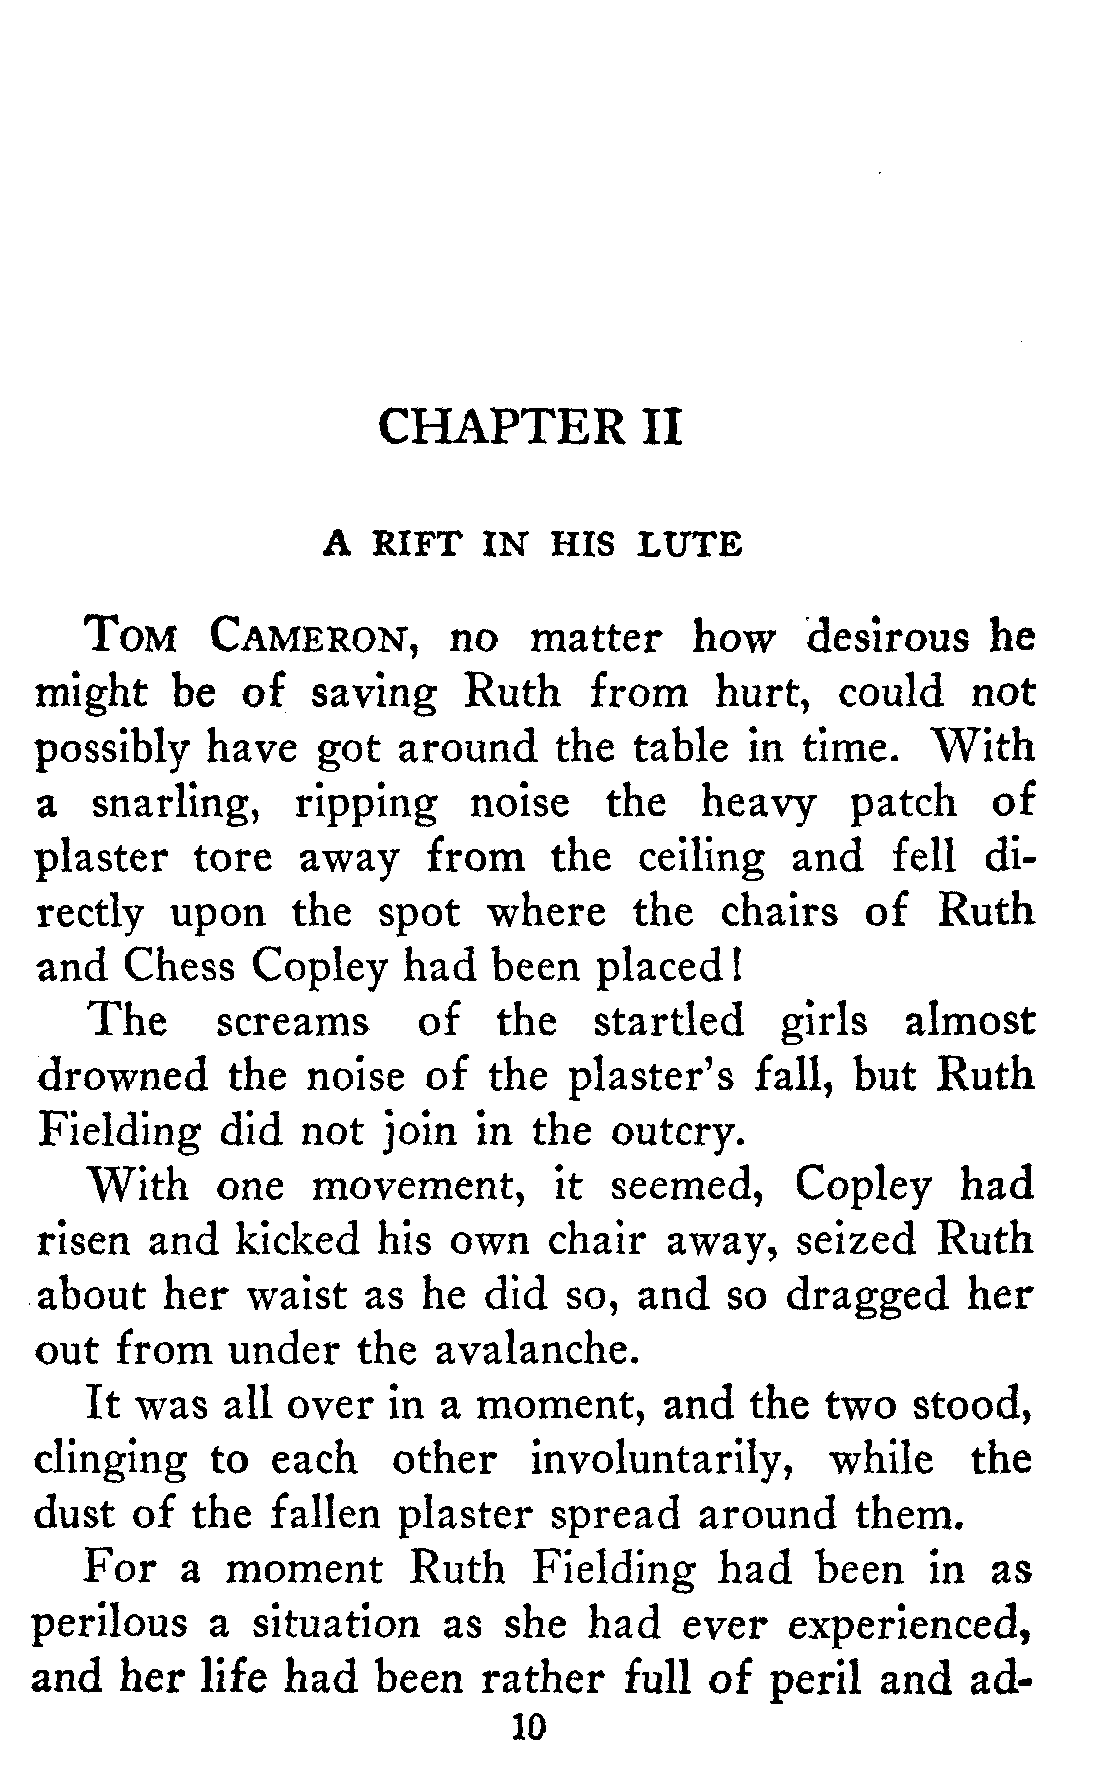 CHAPTER II
A RIFT IN HIS LUTE
TOM CAMERON, no matter how desirous he
might be of saving Ruth from hurt, could not
possibly have got around the table in time. With
a snarling, ripping noise the heavy patch of
plaster tore away from the ceiling and fell di-
rectly upon the spot where the chairs of Ruth
and Chess Copley had been placed!
The screams of the startled girls almost
drowned the noise of the plaster's fall, but Ruth
Fielding did not join in the outcry.
With one movement, it seemed, Copley had
risen and kicked his own chair away, seized Ruth
about her waist as he did so, and so dragged her
out from under the avalanche.
It was all over in a moment, and the two stood,
clinging to each other involuntarily, while the
dust of the fallen plaster spread around them.
For a moment Ruth Fielding had been in as
perilous a situation as she had ever experienced,
and her life had been rather full of peril and ad-
10